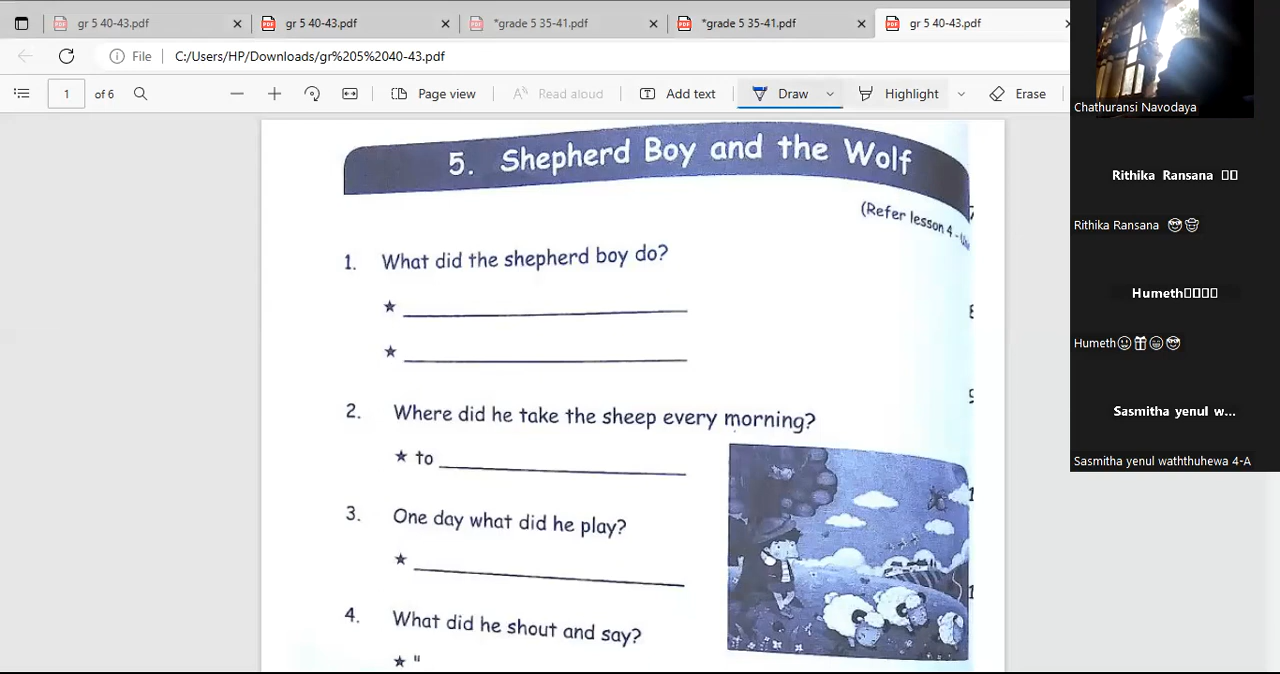 gr 5 40-43.pdf
gr 5 40-43.pdf
*grade 5 35-41.pdf
*grade 5 35-41.pdf
gr 5 40-43.pdf
File
C:/Users/HP/Downloads/gr%205%2040-43.pdf
1 of 6
Page view
Read aloud
Add text
Draw
Highlight
Erase
5. Shepherd Boy and the Wolf
(Refer lesson 4 -
1. What did the shepherd boy do?
★
★
2. Where did he take the sheep every morning?
★ to
3. One day what did he play?
★
4. What did he shout and say?
★ "
Chathuransi Navodaya
Rithika Ransana
Rithika Ransana 😎🤠
Humeth
Humeth🙂🎁😄😎
Sasmitha yenul w...
Sasmitha yenul waththuhewa 4-A